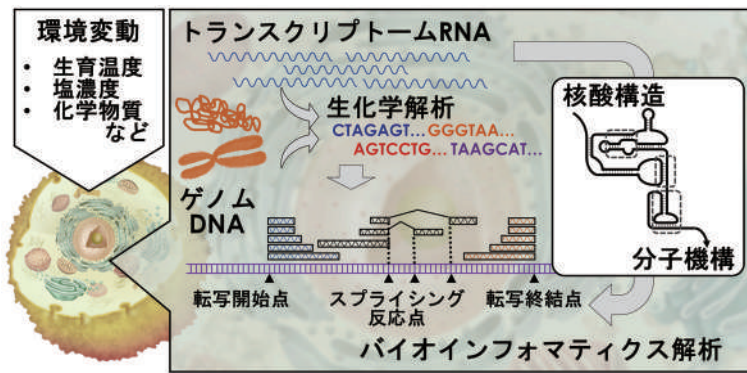 環境変動
• 生育温度
• 塩濃度
• 化学物質
など
トランスクリプトームRNA
生化学解析
CTAGAGT... GGGTAA...
AGTCCTG... TAAGCAT...
ゲノム
DNA
核酸構造
分子機構
転写開始点
スプライシング
反応点
転写終結点
バイオインフォマティクス解析